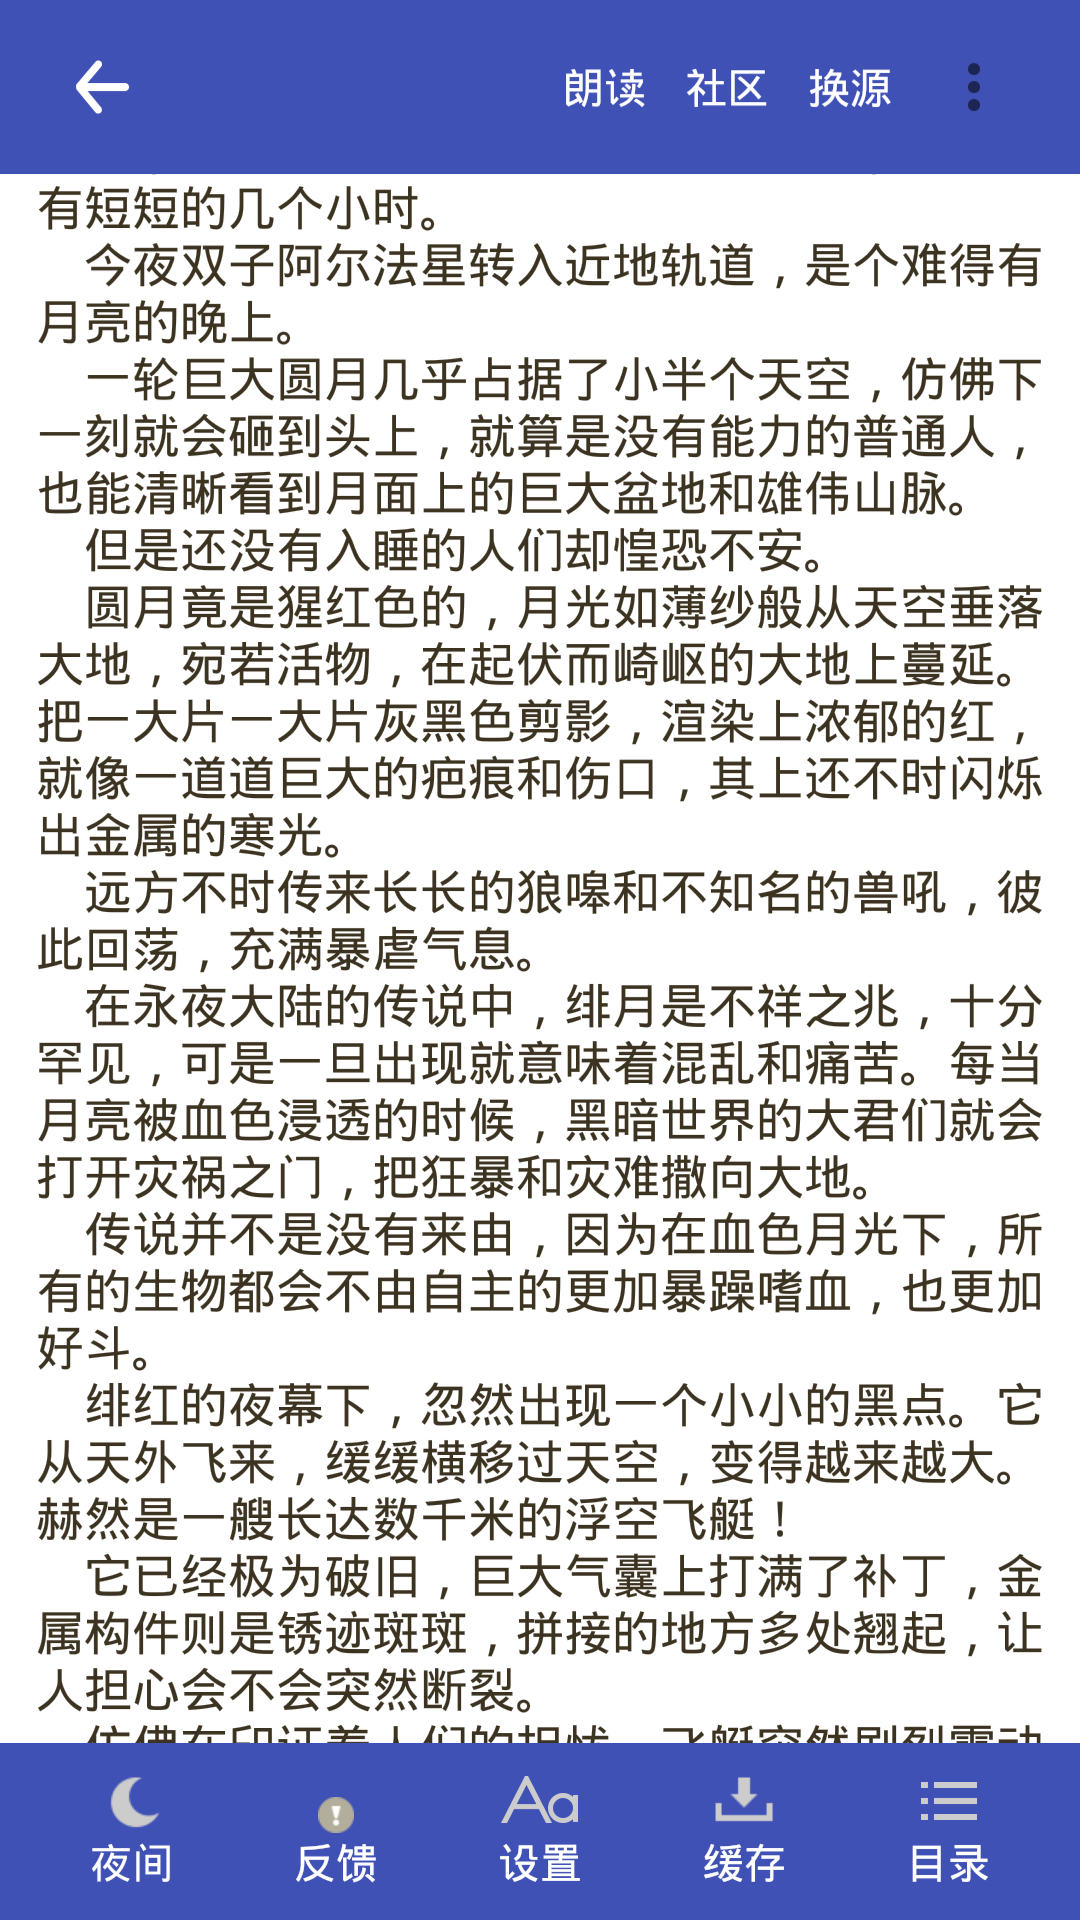 朗读 社区 换源
有短短的几个小时。
今夜双子阿尔法星转入近地轨道，是个难得有
月亮的晚上。
一轮巨大圆月几乎占据了小半个天空，仿佛下
一刻就会砸到头上，就算是没有能力的普通人，
也能清晰看到月面上的巨大盆地和雄伟山脉。
但是还没有入睡的人们却惶恐不安。
圆月竟是猩红色的，月光如薄纱般从天空垂落
大地，宛若活物，在起伏而崎岖的大地上蔓延。
把一大片一大片灰黑色剪影，渲染上浓郁的红，
就像一道道巨大的疤痕和伤口，其上还不时闪烁
出金属的寒光。
远方不时传来长长的狼嗥和不知名的兽吼，彼
此回荡，充满暴虐气息。
在永夜大陆的传说中，绯月是不祥之兆，十分
罕见，可是一旦出现就意味着混乱和痛苦。每当
月亮被血色浸透的时候，黑暗世界的大君们就会
打开灾祸之门，把狂暴和灾难撒向大地。
传说并不是没有来由，因为在血色月光下，所
有的生物都会不由自主的更加暴躁嗜血，也更加
好斗。
绯红的夜幕下，忽然出现一个小小的黑点。它
从天外飞来，缓缓横移过天空，变得越来越大。
赫然是一艘长达数千米的浮空飞艇！
它已经极为破旧，巨大气囊上打满了补丁，金
属构件则是锈迹斑斑，拼接的地方多处翘起，让
人担心会不会突然断裂。
仿佛在印证着人们的担忧，飞艇突然剧烈震动
夜间 反馈 设置 缓存 目录